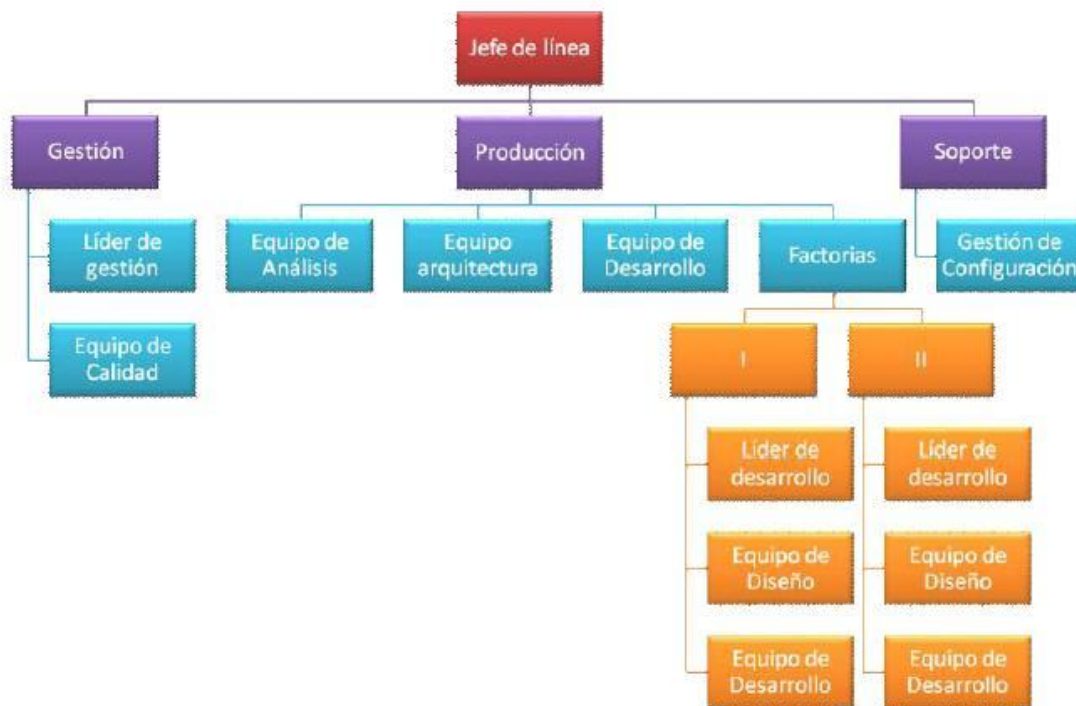 Jefe de línea
Gestión
Producción
Soporte
Líder de
gestión
Equipo de
Análisis
Equipo
arquitectura
Equipo de
Desarrollo
Factorias
Gestión de
Configuración
Equipo de
Calidad
I
II
Líder de
desarrollo
Líder de
desarrollo
Equipo de
Diseño
Equipo de
Diseño
Equipo de
Desarrollo
Equipo de
Desarrollo